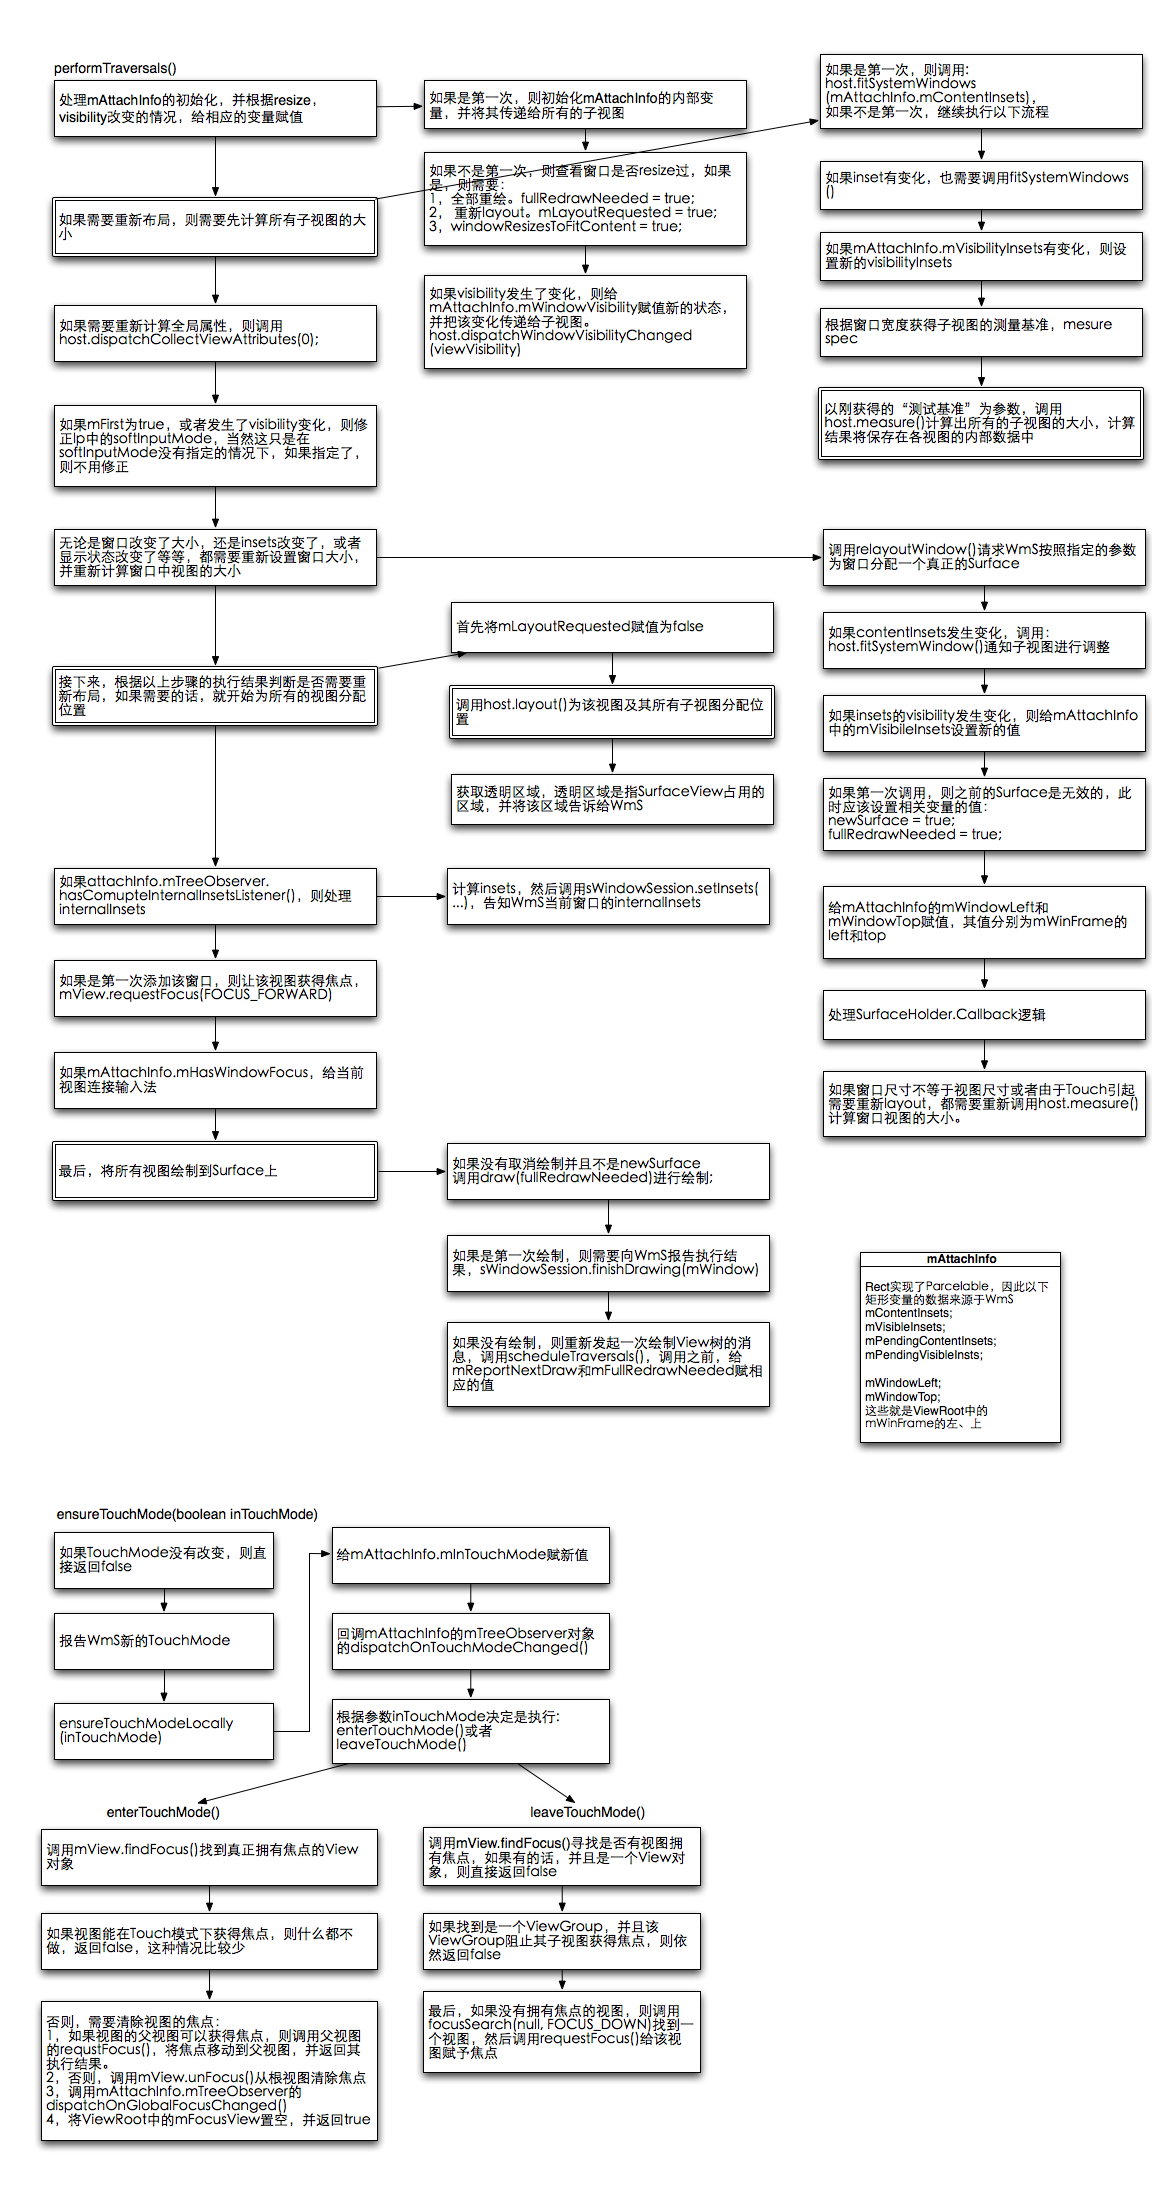 performTraversals()
处理mAttachInfo的初始化，并根据resize，
visibility改变的情况，给相应的变量赋值
如果需要重新布局，则需要先计算所有子视图的大
小
如果需要重新计算全局属性，则调用
host.dispatchCollectViewAttributes(0);
如果mFirst为true，或者发生了visibility变化，则修
正lp中的softInputMode，当然这只是在
softInputMode没有指定的情况下，如果指定了，
则不用修正
无论是窗口改变了大小，还是insets改变了，或者
显示状态改变了等等，都需要重新设置窗口大小，
并重新计算窗口中视图的大小
接下来，根据以上步骤的执行结果判断是否需要重
新布局，如果需要的话，就开始为所有的视图分配
位置
如果attachInfo.mTreeObserver.
hasComupteInternalInsetsListener()，则处理
internalInsets
如果是第一次添加该窗口，则让该视图获得焦点，
mView.requestFocus(FOCUS_FORWARD)
如果mAttachInfo.mHasWindowFocus，给当前
视图连接输入法
最后，将所有视图绘制到Surface上
如果是第一次，则初始化mAttachInfo的内部变
量，并将其传递给所有的子视图
如果不是第一次，则查看窗口是否resize过，如果
是，则需要：
1，全部重绘。fullRedrawNeeded = true;
2， 重新layout。mLayoutRequested = true;
3，windowResizesToFitContent = true;
如果visibility发生了变化，则给
mAttachInfo.mWindowVisibility赋值新的状态，
并把该变化传递给子视图。
host.dispatchWindowVisibilityChanged
(viewVisibility)
如果是第一次，则调用:
host.fitSystemWindows
(mAttachInfo.mContentInsets)，
如果不是第一次，继续执行以下流程
如果inset有变化，也需要调用fitSystemWindows
()
如果mAttachInfo.mVisibilityInsets有变化，则设
置新的visibilityInsets
根据窗口宽度获得子视图的测量基准，mesure
spec
以刚获得的“测试基准”为参数，调用
host.measure()计算出所有的子视图的大小，计算
结果将保存在各视图的内部数据中
调用relayoutWindow()请求WmS按照指定的参数
为窗口分配一个真正的Surface
如果contentInsets发生变化，调用：
host.fitSystemWindow()通知子视图进行调整
如果insets的visibility发生变化，则给mAttachInfo
中的mVisibileInsets设置新的值
如果第一次调用，则之前的Surface是无效的，此
时应该设置相关变量的值：
newSurface = true;
fullRedrawNeeded = true;
给mAttachInfo的mWindowLeft和
mWindowTop赋值，其值分别为mWinFrame的
left和top
处理SurfaceHolder.Callback逻辑
如果窗口尺寸不等于视图尺寸或者由于Touch引起
需要重新layout，都需要重新调用host.measure()
计算窗口视图的大小。
首先将mLayoutRequested赋值为false
调用host.layout()为该视图及其所有子视图分配位
置
获取透明区域，透明区域是指SurfaceView占用的
区域，并将该区域告诉给WmS
计算insets，然后调用sWindowSession.setInsets(
...)，告知WmS当前窗口的internalInsets
如果没有取消绘制并且不是newSurface
调用draw(fullRedrawNeeded)进行绘制;
如果是第一次绘制，则需要向WmS报告执行结
果，sWindowSession.finishDrawing(mWindow)
如果没有绘制，则重新发起一次绘制View树的消
息，调用scheduleTraversals()，调用之前，给
mReportNextDraw和mFullRedrawNeeded赋相
应的值
mAttachInfo
Rect实现了Parcelable，因此以下
矩形变量的数据来源于WmS
mContentInsets;
mVisibleInsets;
mPendingContentInsets;
mPendingVisibleInsts;
mWindowLeft;
mWindowTop;
这些就是ViewRoot中的
mWinFrame的左、上
ensureTouchMode(boolean inTouchMode)
如果TouchMode没有改变，则直
接返回false
报告WmS新的TouchMode
ensureTouchModeLocally
(inTouchMode)
给mAttachInfo.mInTouchMode赋新值
回调mAttachInfo的mTreeObserver对象
的dispatchOnTouchModeChanged()
根据参数inTouchMode决定是执行:
enterTouchMode()或者
leaveTouchMode()
enterTouchMode()
调用mView.findFocus()找到真正拥有焦点的View
对象
如果视图能在Touch模式下获得焦点，则什么都不
做，返回false，这种情况比较少
否则，需要清除视图的焦点：
1，如果视图的父视图可以获得焦点，则调用父视图
的requstFocus()，将焦点移动到父视图，并返回其
执行结果。
2，否则，调用mView.unFocus()从根视图清除焦点
3，调用mAttachInfo.mTreeObserver的
dispatchOnGlobalFocusChanged()
4，将ViewRoot中的mFocusView置空，并返回true
leaveTouchMode()
调用mView.findFocus()寻找是否有视图拥
有焦点，如果有的话，并且是一个View对
象，则直接返回false
如果找到是一个ViewGroup，并且该
ViewGroup阻止其子视图获得焦点，则依
然返回false
最后，如果没有拥有焦点的视图，则调用
focusSearch(null, FOCUS_DOWN)找到一
个视图，然后调用requestFocus()给该视
图赋予焦点